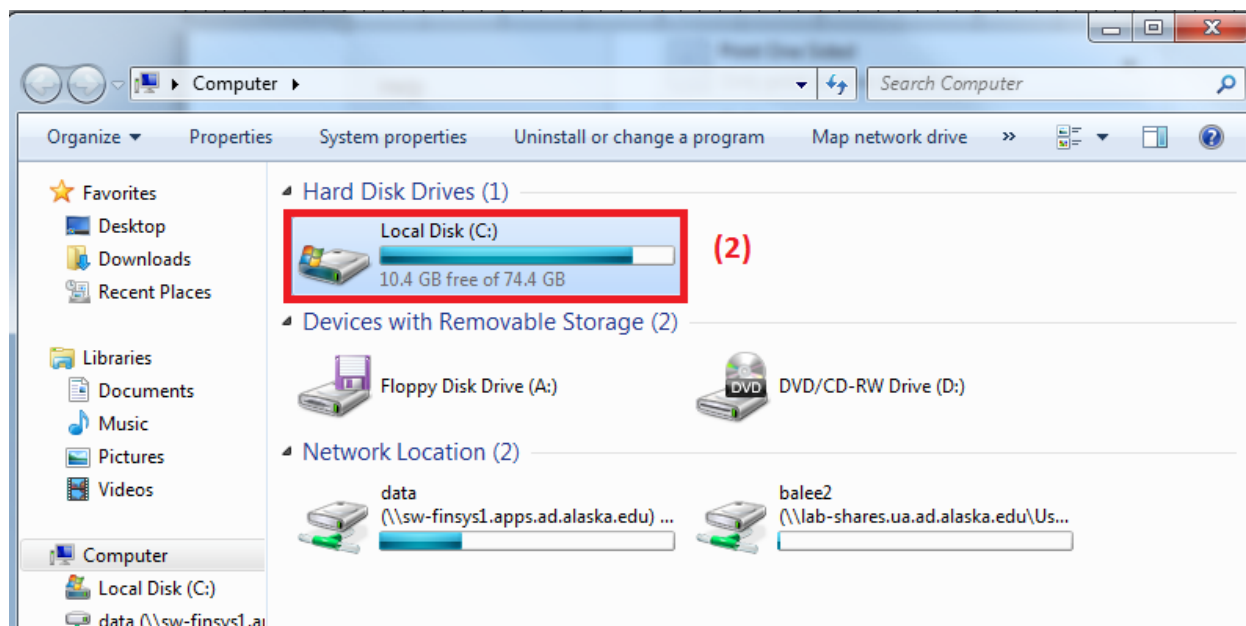 Computer
Search Computer
Organize Properties System properties Uninstall or change a program Map network drive »
Favorites
Desktop
Downloads
Recent Places
Libraries
Documents
Music
Pictures
Videos
Computer
Local Disk (C:)
data (\\sw-finsys1.a
Hard Disk Drives (1)
Local Disk (C:)
10.4 GB free of 74.4 GB
(2)
Devices with Removable Storage (2)
Floppy Disk Drive (A:)
DVD
DVD/CD-RW Drive (D:)
Network Location (2)
data
(\\sw-finsys1.apps.ad.alaska.edu) ...
balee2
(\\lab-shares.ua.ad.alaska.edu\Us...